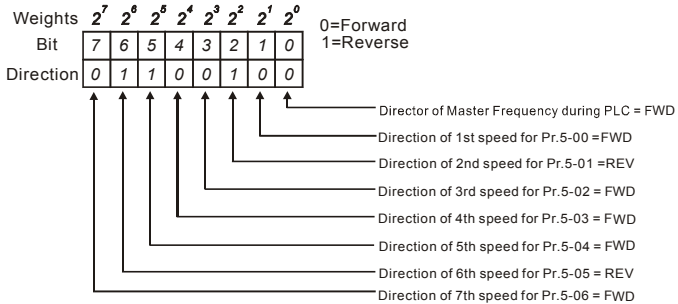 Weights 2⁷ 2⁶ 2⁵ 2⁴ 2³ 2² 2¹ 2⁰
0=Forward
Bit 7 6 5 4 3 2 1 0
1=Reverse
Direction 0 1 1 0 0 1 0 0
Director of Master Frequency during PLC = FWD
Direction of 1st speed for Pr.5-00 =FWD
Direction of 2nd speed for Pr.5-01 =REV
Direction of 3rd speed for Pr.5-02 = FWD
Direction of 4th speed for Pr.5-03 = FWD
Direction of 5th speed for Pr.5-04 = FWD
Direction of 6th speed for Pr.5-05 = REV
Direction of 7th speed for Pr.5-06 = FWD